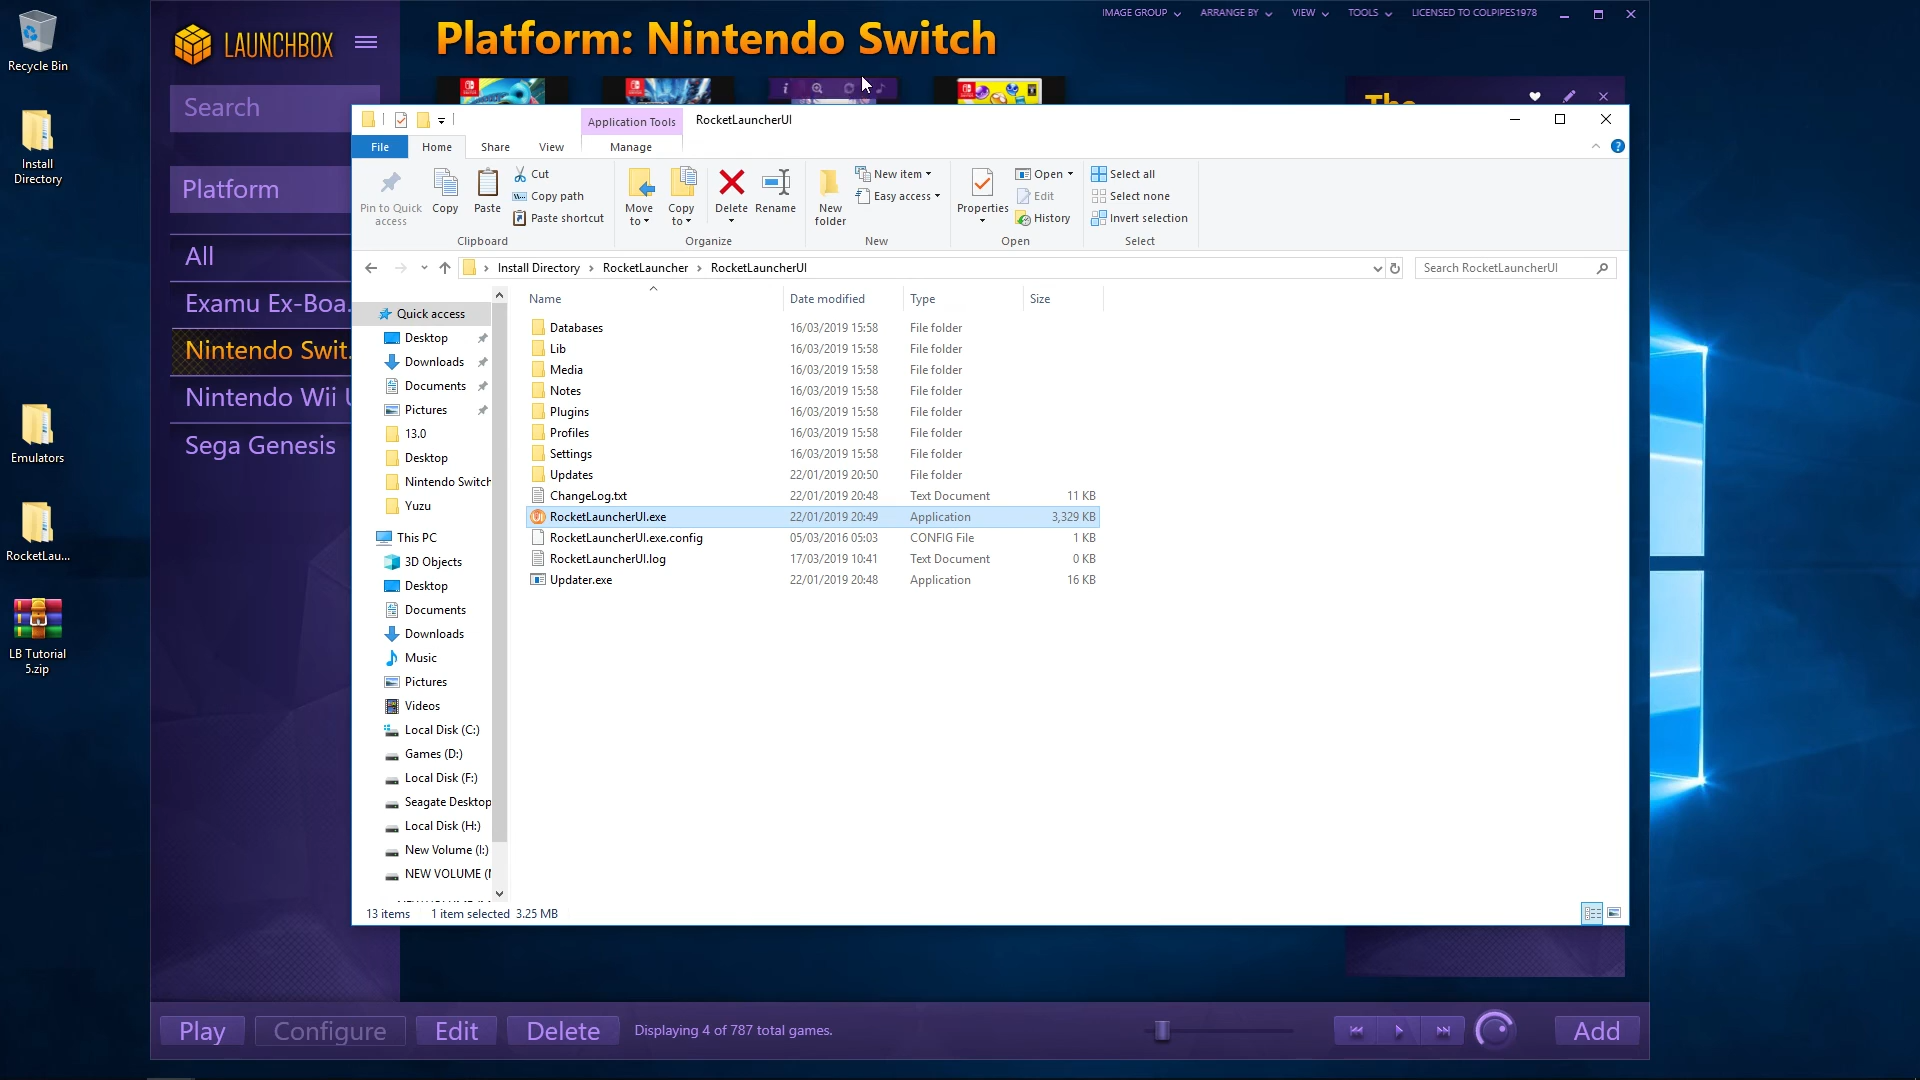 Recycle Bin
Install
Directory
Emulators
RocketLau...
LB Tutorial
5.zip
LAUNCHBOX
Search
Platform
All
Examu Ex-Boa.
Nintendo Swit.
Nintendo Wii
Sega Genesis
Platform: Nintendo Switch
IMAGE GROUP
ARRANGE BY
VIEW
TOOLS
LICENSED TO COLPIPES1978
The
Application Tools
RocketLauncherUI
File
Home
Share
View
Manage
Pin to Quick
access
Copy
Paste
Cut
Copy path
Paste shortcut
Clipboard
Move
to
Copy
to
Delete
Rename
Organize
New
folder
New item
Easy access
New
Properties
Open
Edit
History
Open
Select all
Select none
Invert selection
Select
Install Directory > RocketLauncher > RocketLauncherUI
Search RocketLauncherUI
Quick access
Desktop
Downloads
Documents
Pictures
13.0
Desktop
Nintendo Switch
Yuzu
This PC
3D Objects
Desktop
Documents
Downloads
Music
Pictures
Videos
Local Disk (C:)
Games (D:)
Local Disk (F:)
Seagate Desktop
Local Disk (H:)
New Volume (I:)
NEW VOLUME (
Name Date modified Type Size
Databases 16/03/2019 15:58 File folder
Lib 16/03/2019 15:58 File folder
Media 16/03/2019 15:58 File folder
Notes 16/03/2019 15:58 File folder
Plugins 16/03/2019 15:58 File folder
Profiles 16/03/2019 15:58 File folder
Settings 16/03/2019 15:58 File folder
Updates 22/01/2019 20:50 File folder
ChangeLog.txt 22/01/2019 20:48 Text Document 11 KB
RocketLauncherUI.exe 22/01/2019 20:49 Application 3,329 KB
RocketLauncherUI.exe.config 05/03/2016 05:03 CONFIG File 1 KB
RocketLauncherUI.log 17/03/2019 10:41 Text Document 0 KB
Updater.exe 22/01/2019 20:48 Application 16 KB
13 items 1 item selected 3.25 MB
Play
Configure
Edit
Delete
Displaying 4 of 787 total games.
Add